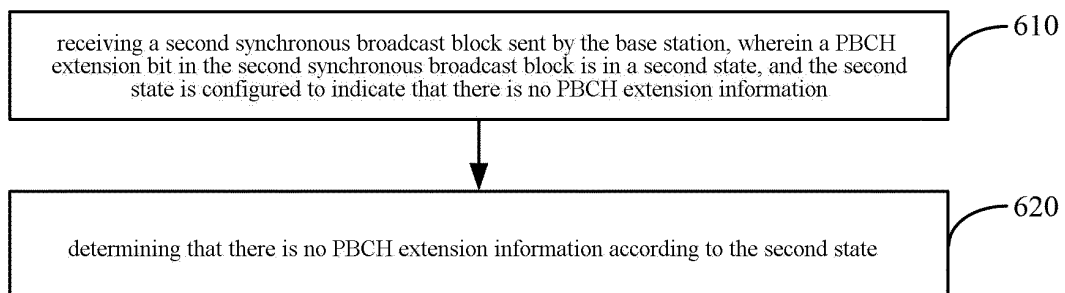 receiving a second synchronous broadcast block sent by the base station, wherein a PBCH
extension bit in the second synchronous broadcast block is in a second state, and the second
state is configured to indicate that there is no PBCH extension information
610
determining that there is no PBCH extension information according to the second state
620